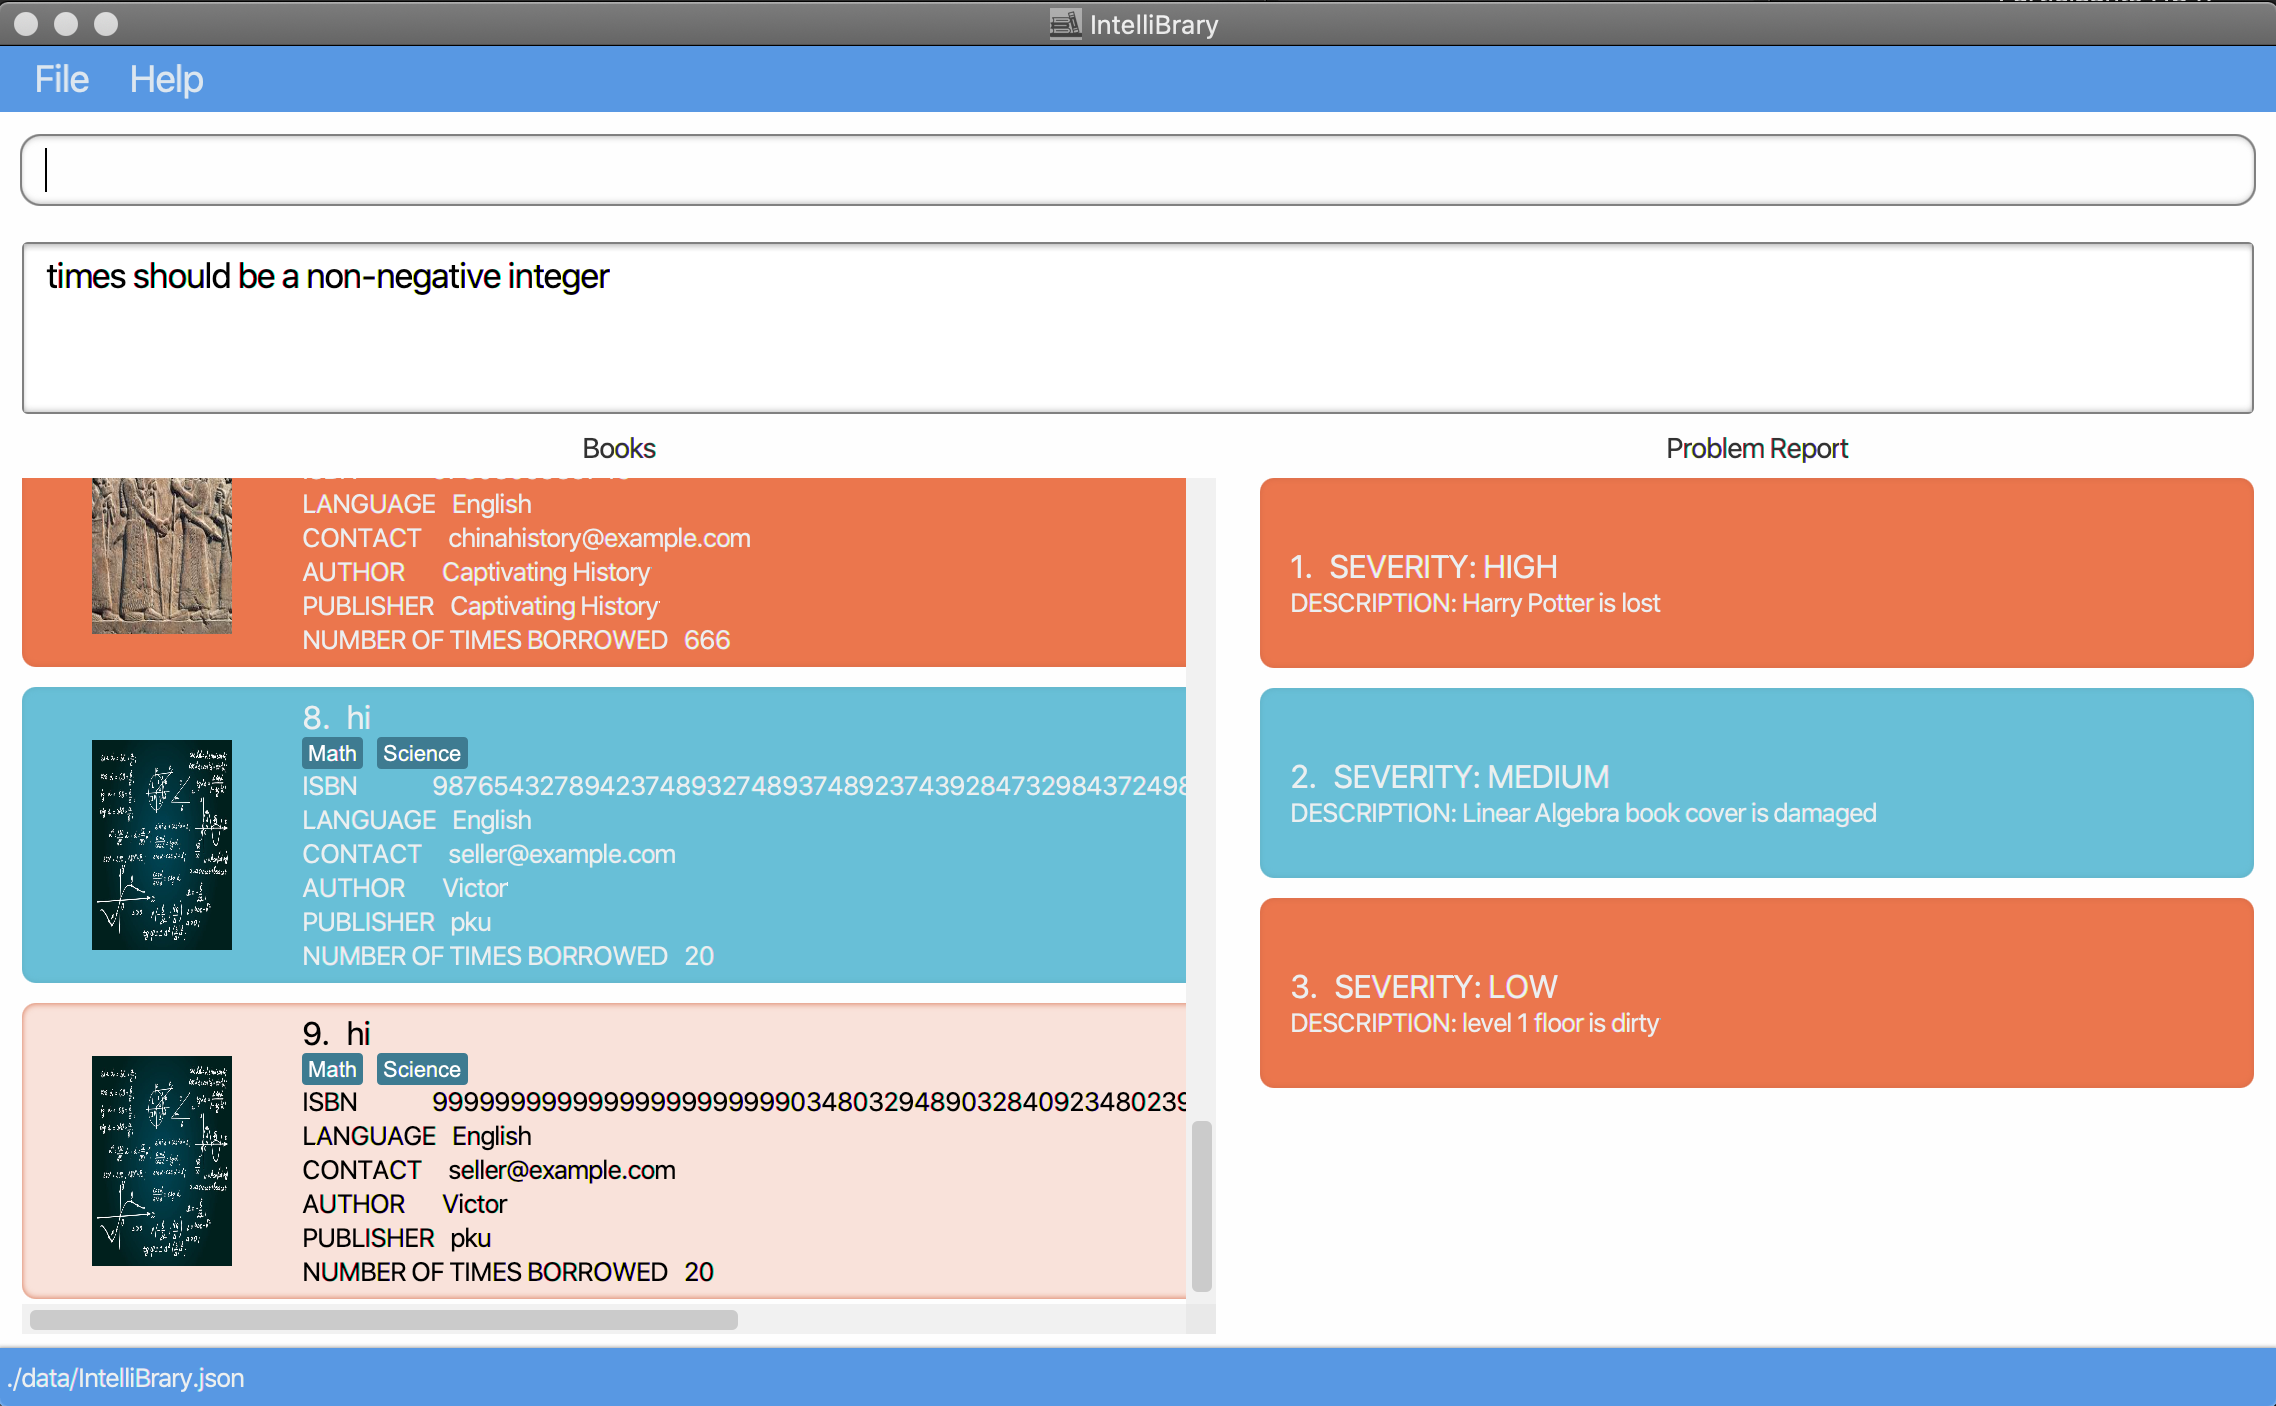 IntelliBrary
File Help
times should be a non-negative integer
Books
LANGUAGE English
CONTACT chinahistory@example.com
AUTHOR Captivating History
PUBLISHER Captivating History
NUMBER OF TIMES BORROWED 666
8. hi
Math Science
ISBN 98765432789423748932748937489237439284732984372498
LANGUAGE English
CONTACT seller@example.com
AUTHOR Victor
PUBLISHER pku
NUMBER OF TIMES BORROWED 20
9. hi
Math Science
ISBN
LANGUAGE English
CONTACT seller@example.com
AUTHOR Victor
PUBLISHER pku
NUMBER OF TIMES BORROWED 20
Problem Report
1. SEVERITY: HIGH
DESCRIPTION: Harry Potter is lost
2. SEVERITY: MEDIUM
DESCRIPTION: Linear Algebra book cover is damaged
3. SEVERITY: LOW
DESCRIPTION: level 1 floor is dirty
./data/IntelliBrary.json